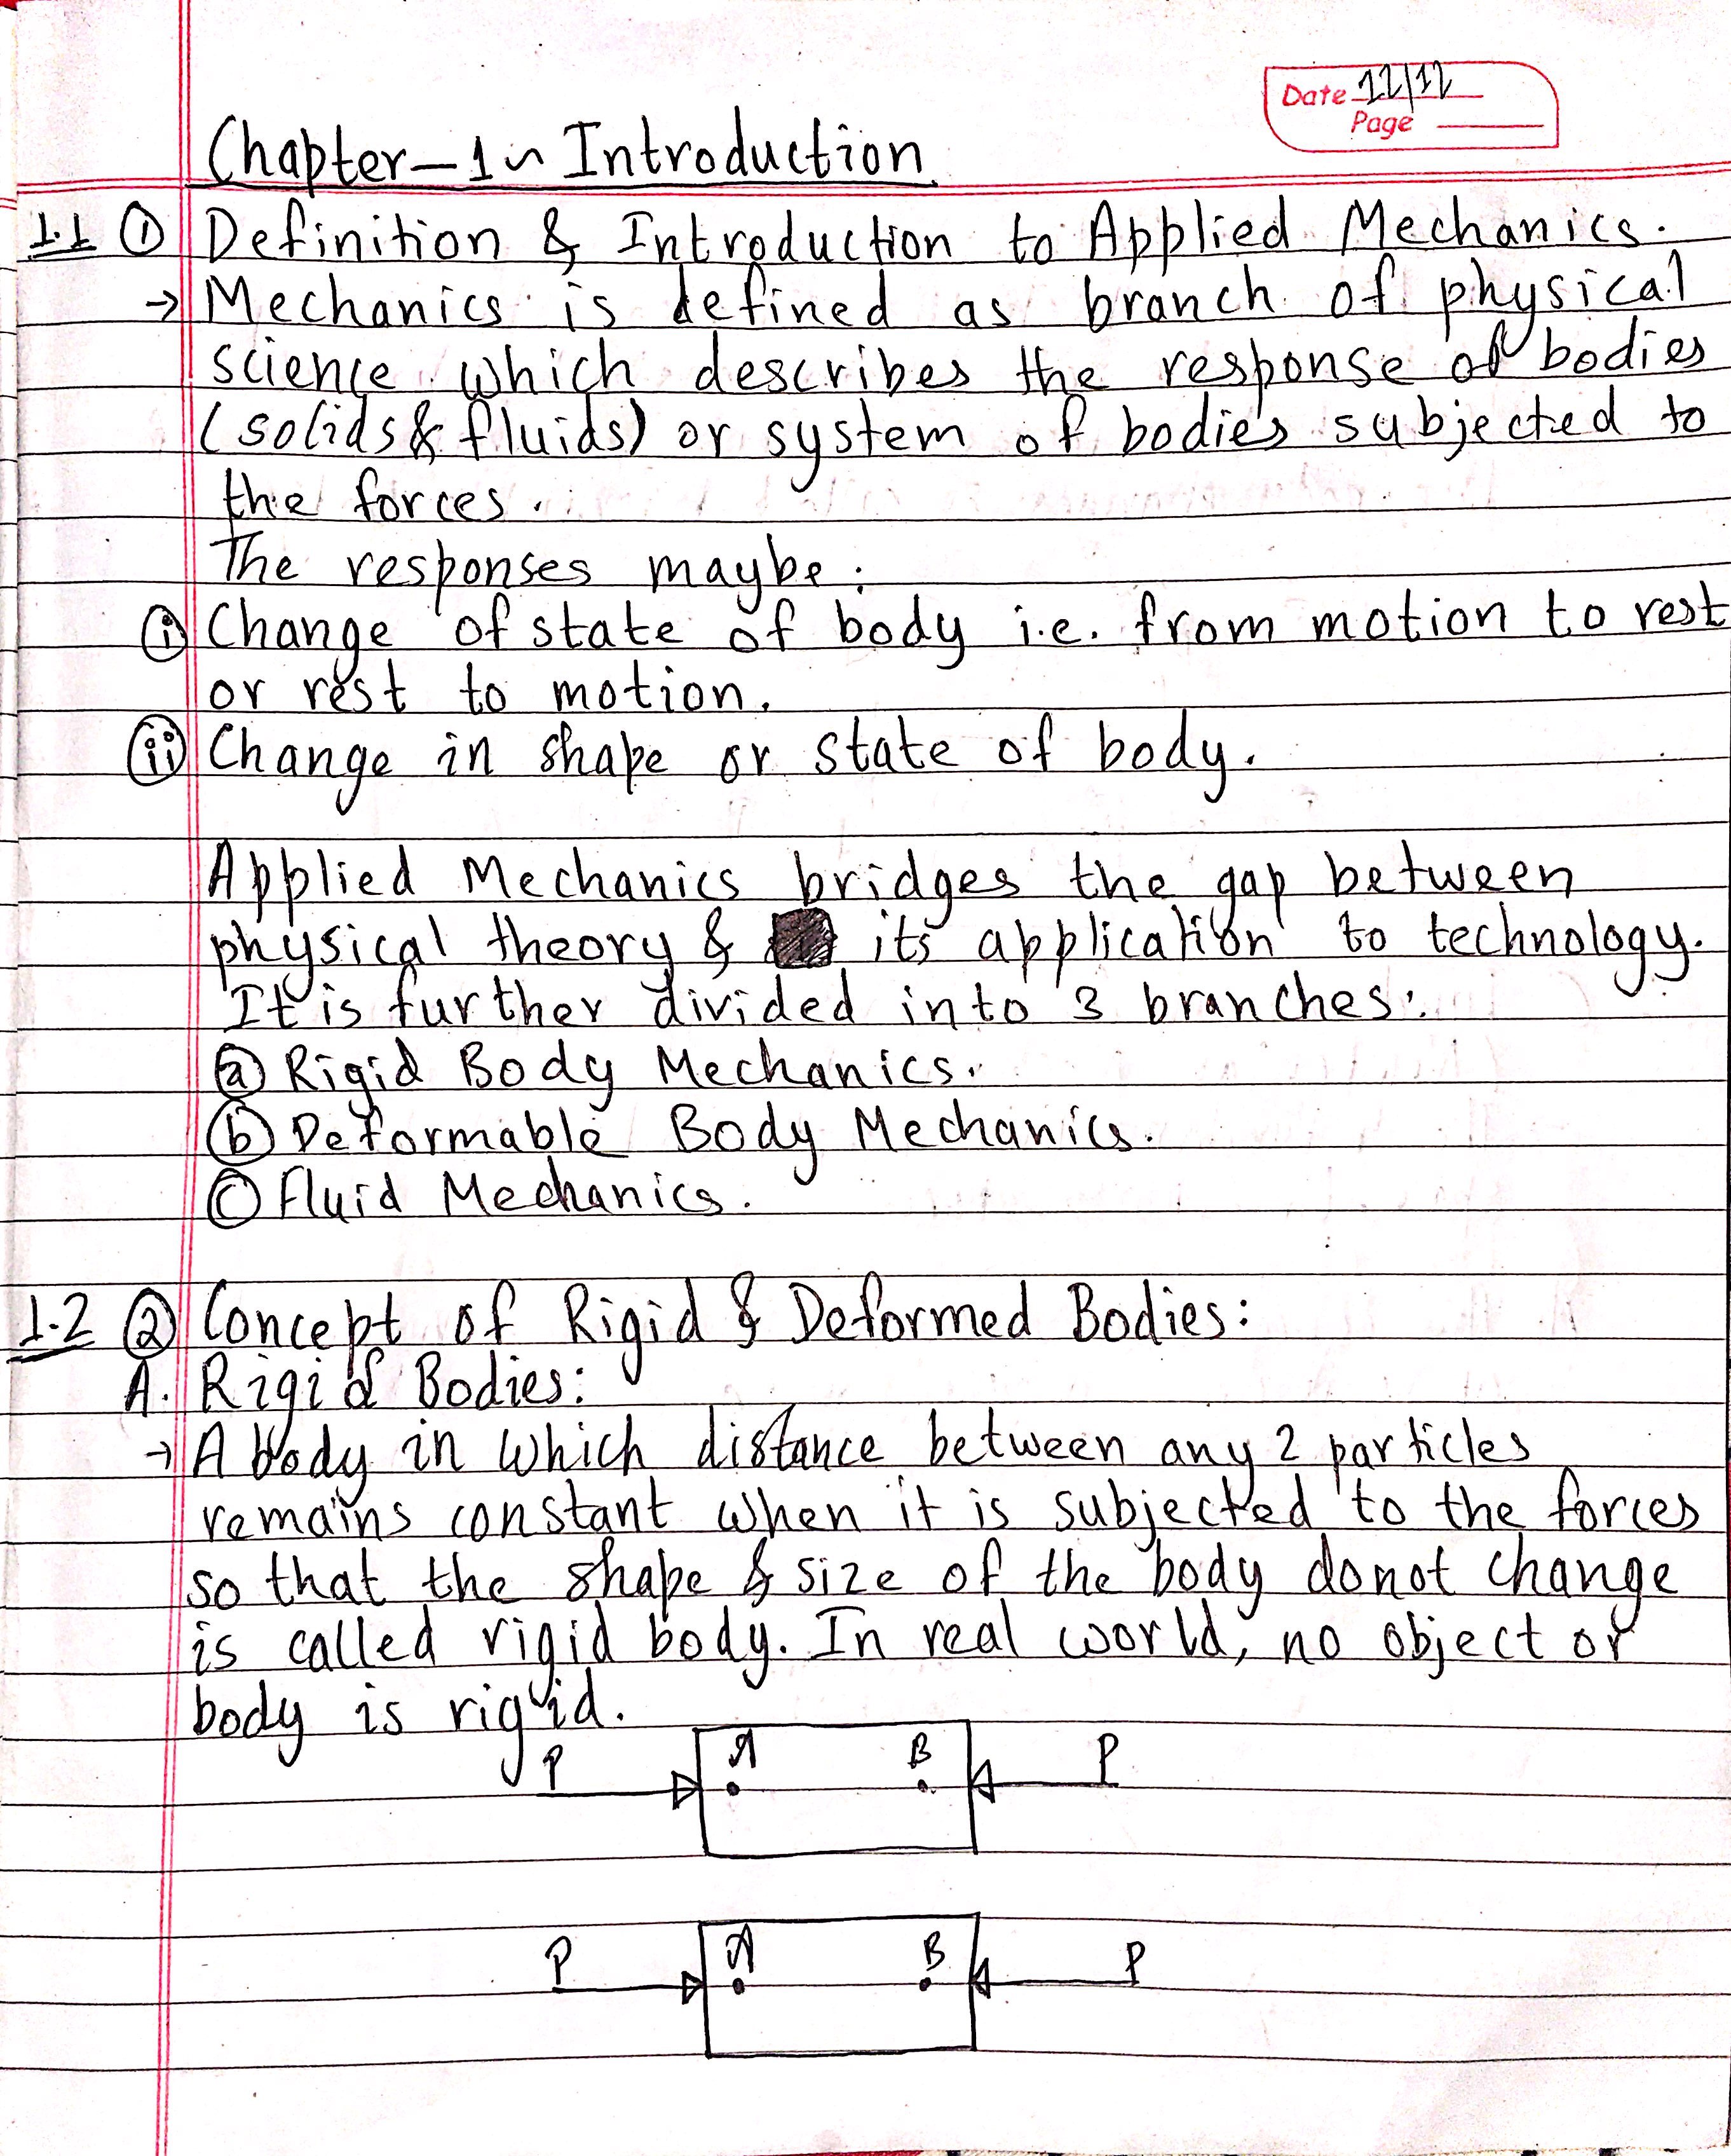 Date 12/12
Page
Chapter-1 ~ Introduction
1.1 ① Definition & Introduction to Applied Mechanics.
→ Mechanics is defined as branch of physical
science which describes the response of bodies
(solids & fluids) or system of bodies subjected to
the forces.
The responses maybe:
ⓘ Change of state of body i.e. from motion to rest
or rest to motion.
(ii) Change in shape or state of body.
Applied Mechanics bridges the gap between
physical theory & its application to technology.
It is further divided into 3 branches:
ⓐ Rigid Body Mechanics.
ⓑ Deformable Body Mechanics.
ⓒ Fluid Mechanics.
1.2 ② Concept of Rigid & Deformed Bodies:
A. Rigid Bodies:
→ A body in which distance between any 2 particles
remains constant when it is subjected to the forces
so that the shape & size of the body donot change
is called rigid body. In real world, no object or
body is rigid.
P A B P
P A B P